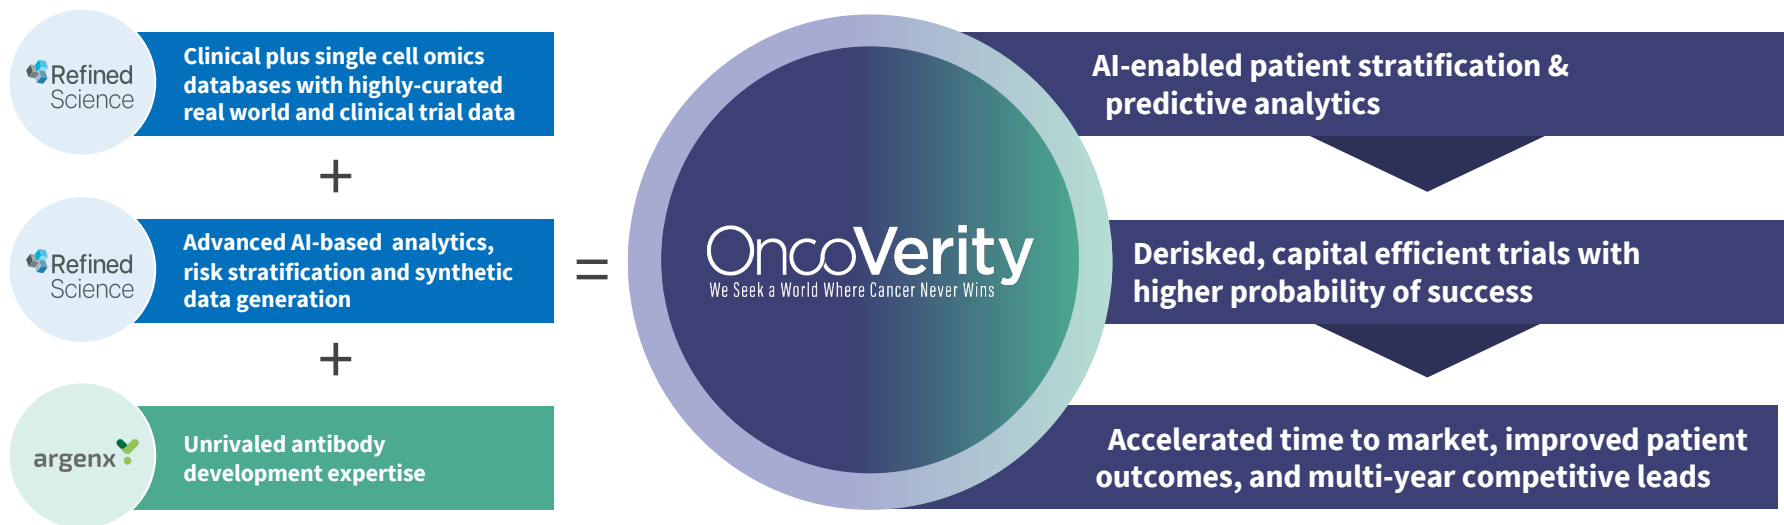 Refined
Science
Clinical plus single cell omics
databases with highly-curated
real world and clinical trial data
+
Refined
Science
Advanced AI-based analytics,
risk stratification and synthetic
data generation
+
argenx
Unrivaled antibody
development expertise
=
OncoVerity
We Seek a World Where Cancer Never Wins
AI-enabled patient stratification &
predictive analytics
Derisked, capital efficient trials with
higher probability of success
Accelerated time to market, improved patient
outcomes, and multi-year competitive leads